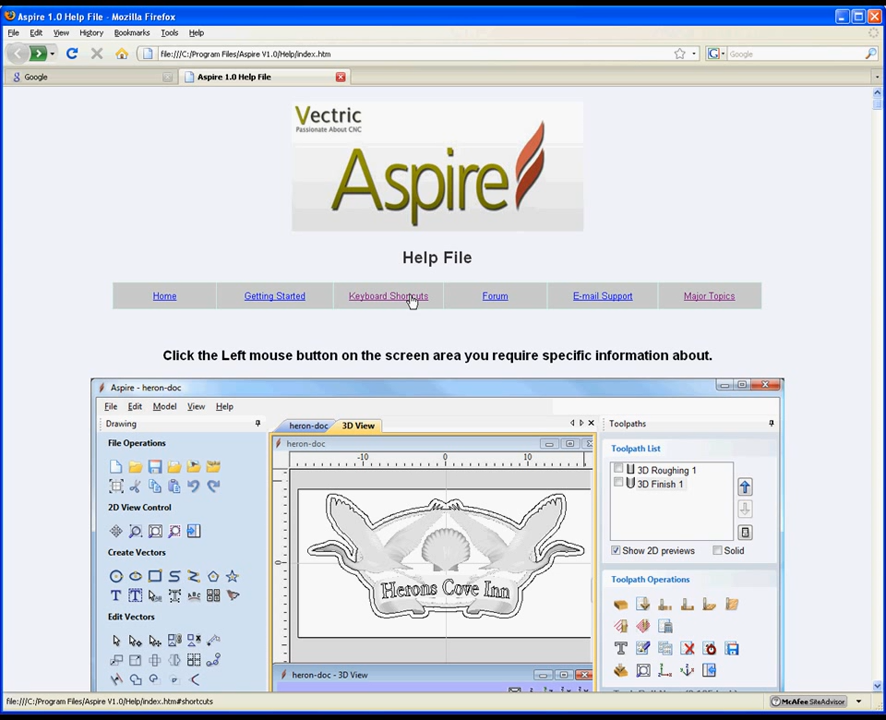 Aspire 1.0 Help File - Mozilla Firefox
File Edit View History Bookmarks Tools Help
file:///C:/Program Files/Aspire V1.0/Help/index.htm
Google
Google
Aspire 1.0 Help File
Vectric
Passionate About CNC
Aspire
Help File
Home Getting Started Keyboard Shortcuts Forum E-mail Support Major Topics
Click the Left mouse button on the screen area you require specific information about.
Aspire - heron-doc
File Edit Model View Help
Drawing
File Operations
2D View Control
Create Vectors
Edit Vectors
heron-doc 3D View
heron-doc
-10 0 10
0
Herons Cove Inn
heron-doc - 3D View
Toolpaths
Toolpath List
3D Roughing 1
3D Finish 1
Show 2D previews Solid
Toolpath Operations
file:///C:/Program Files/Aspire V1.0/Help/index.htm#shortcuts
McAfee SiteAdvisor